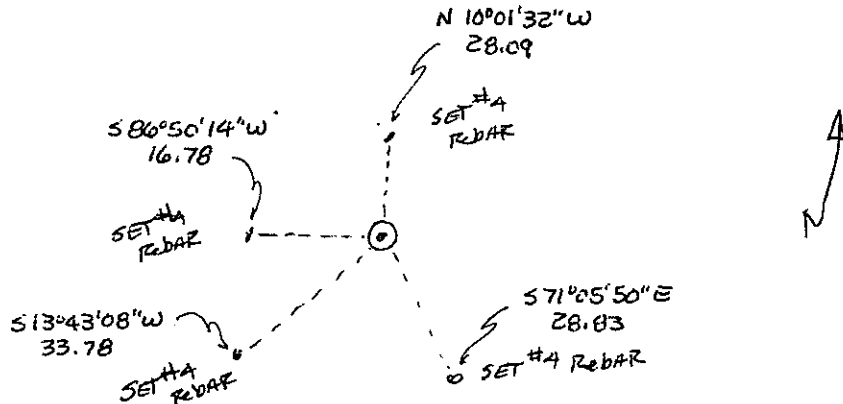 N 10°01'32"W
28.09
SET #4
RebAR
S 86°50'14"W
16.78
SET #4
RebAR
N
S 13°43'08"W
33.78
SET #4
RebAR
S 71°05'50"E
28.83
SET #4 RebAR